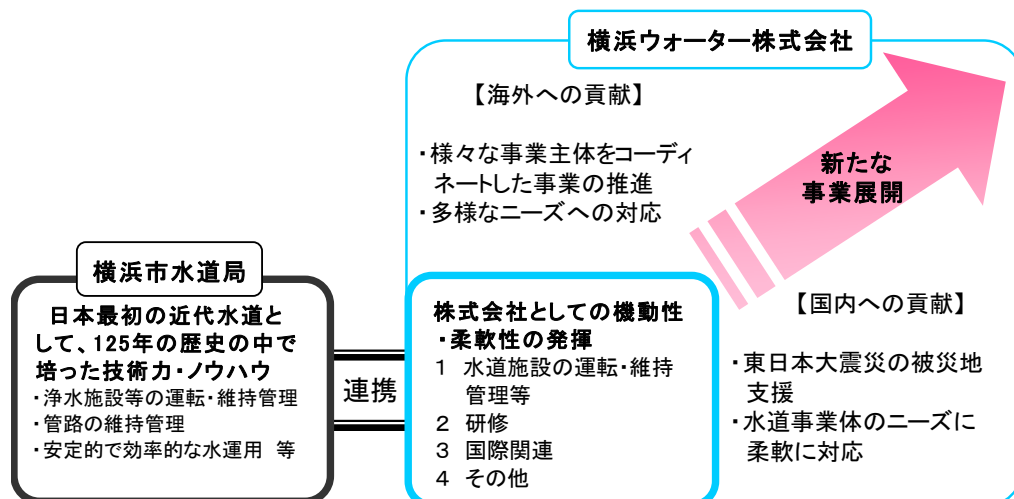 横浜ウォーター株式会社
【海外への貢献】
・様々な事業主体をコーディ
ネートした事業の推進
・多様なニーズへの対応
新たな
事業展開
横浜市水道局
日本最初の近代水道と
して、125年の歴史の中で
培った技術力・ノウハウ
・浄水施設等の運転・維持管理
・管路の維持管理
・安定的で効率的な水運用 等
連携
株式会社としての機動性
・柔軟性の発揮
1 水道施設の運転・維持
管理等
2 研修
3 国際関連
4 その他
【国内への貢献】
・東日本大震災の被災地
支援
・水道事業体のニーズに
柔軟に対応